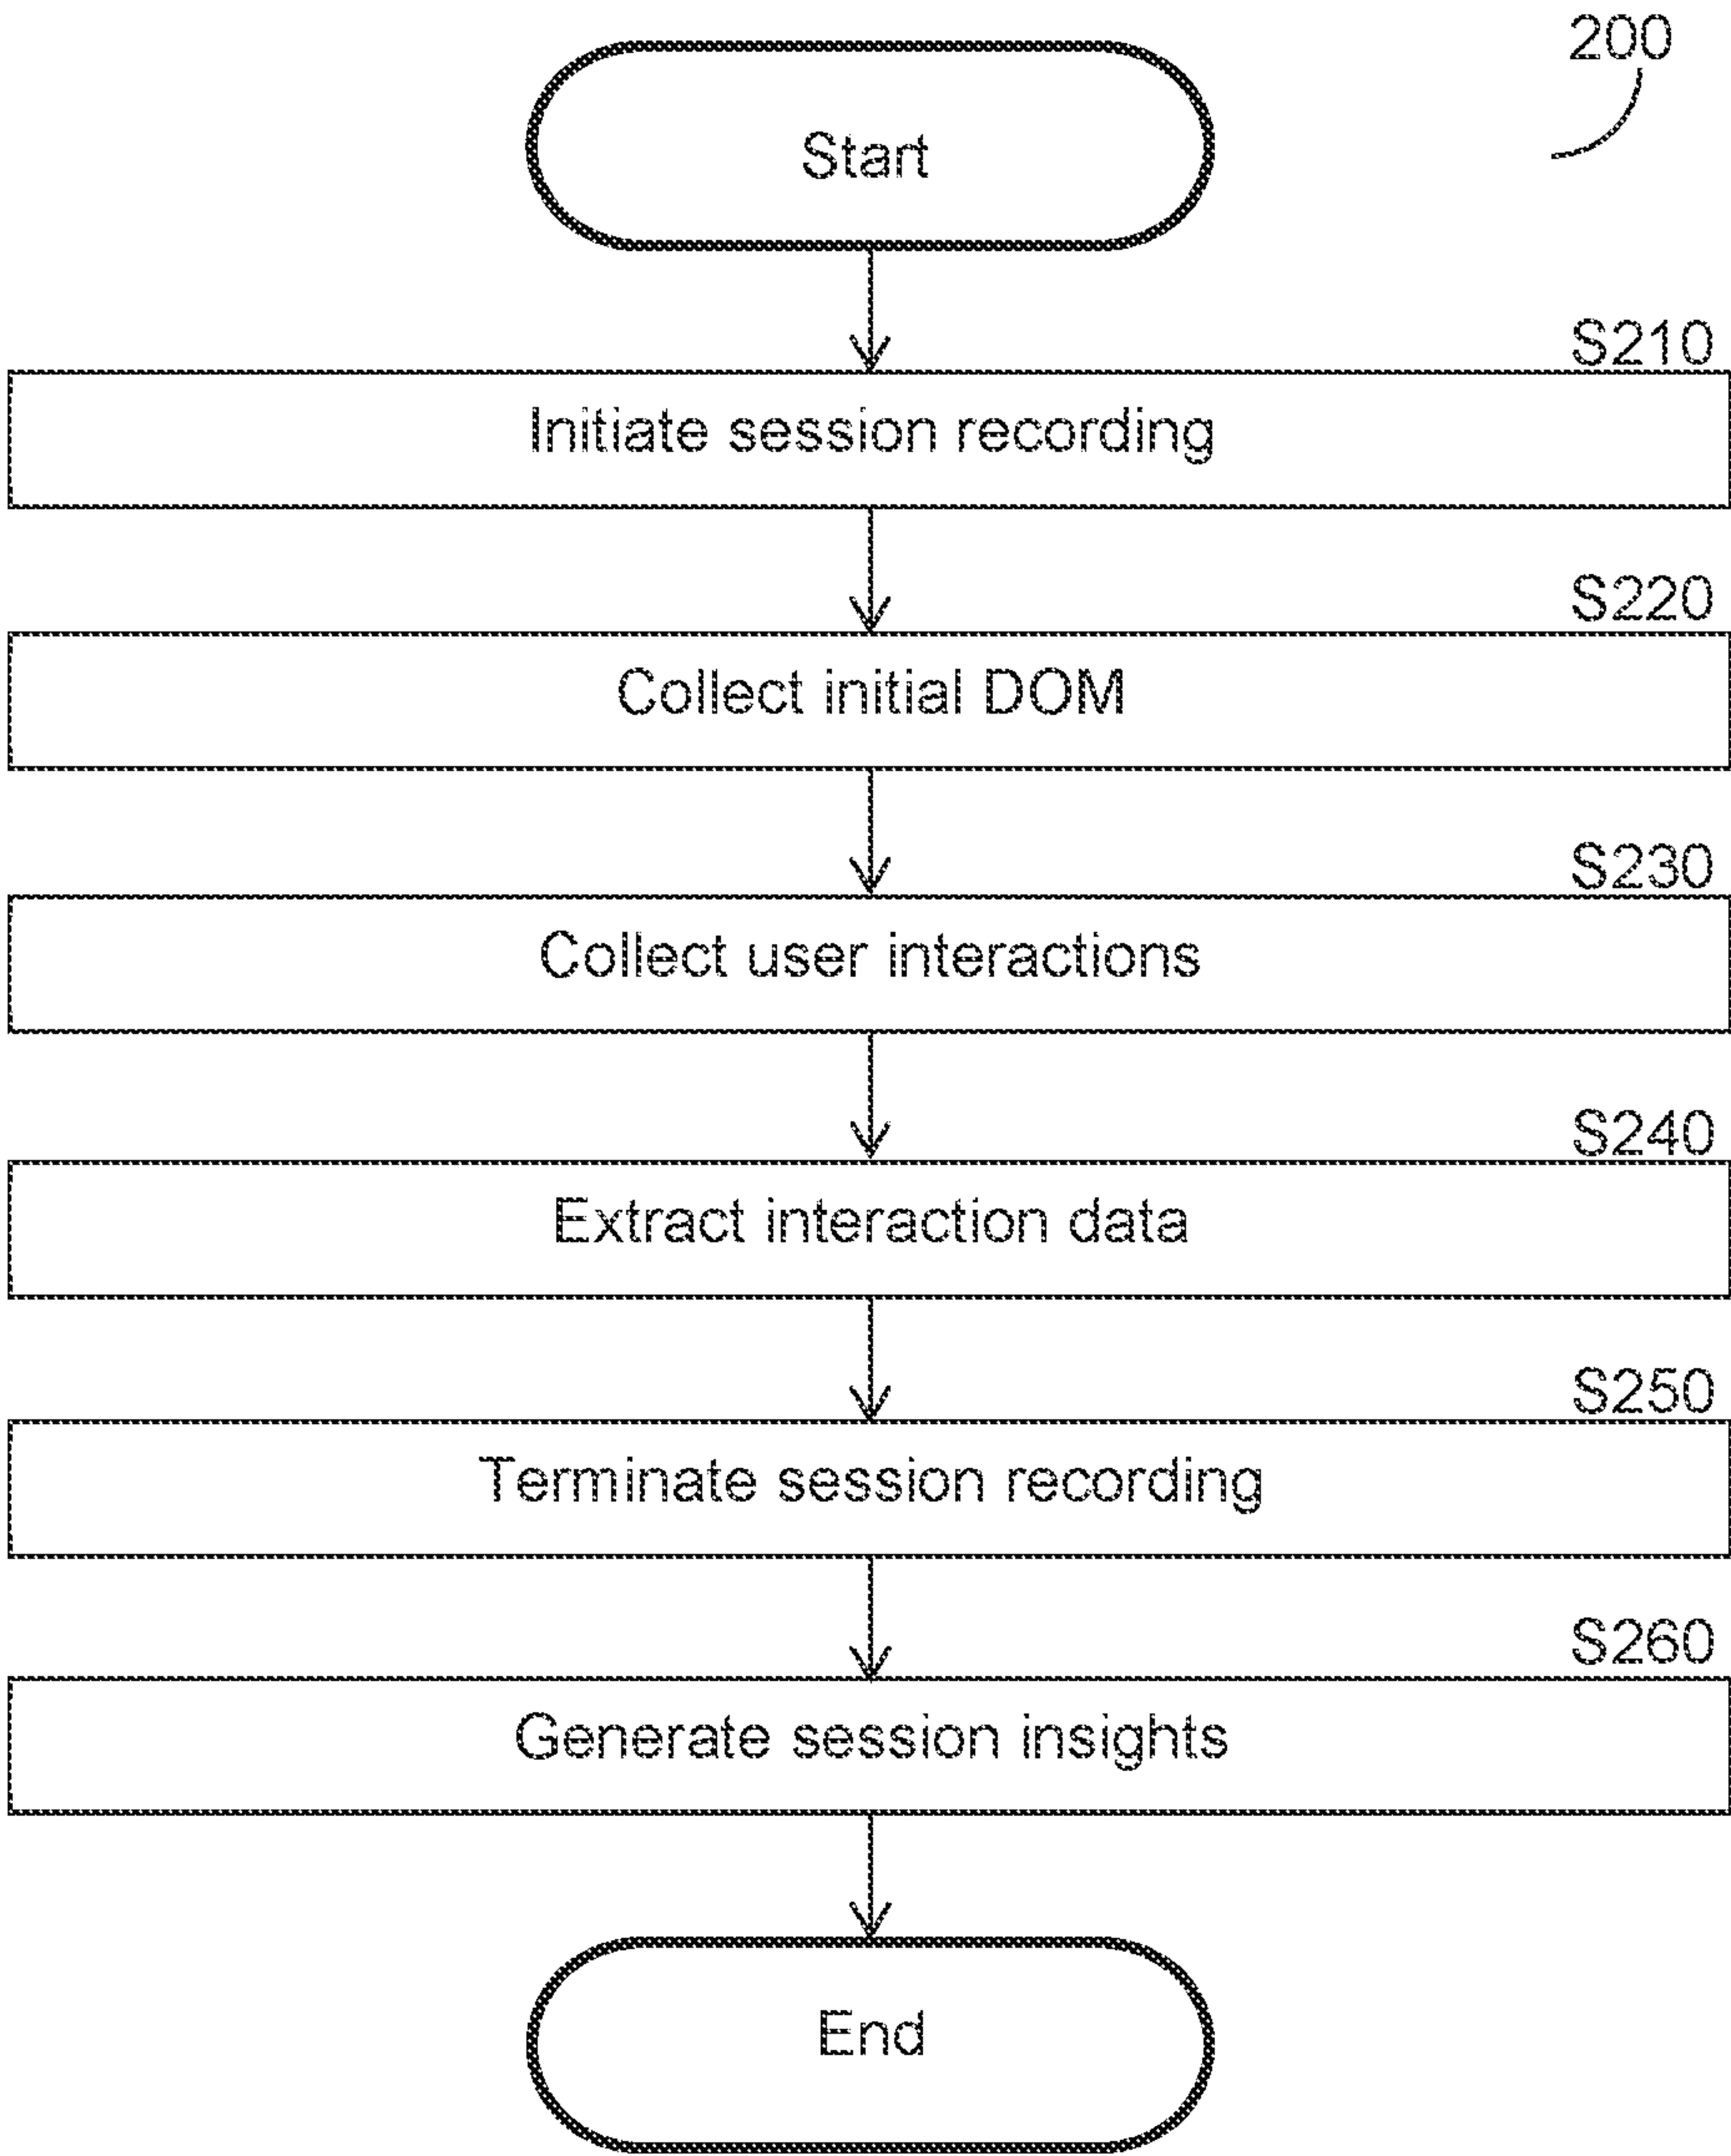 200
Start
S210
Initiate session recording
S220
Collect initial DOM
S230
Collect user interactions
S240
Extract interaction data
S250
Terminate session recording
S260
Generate session insights
End